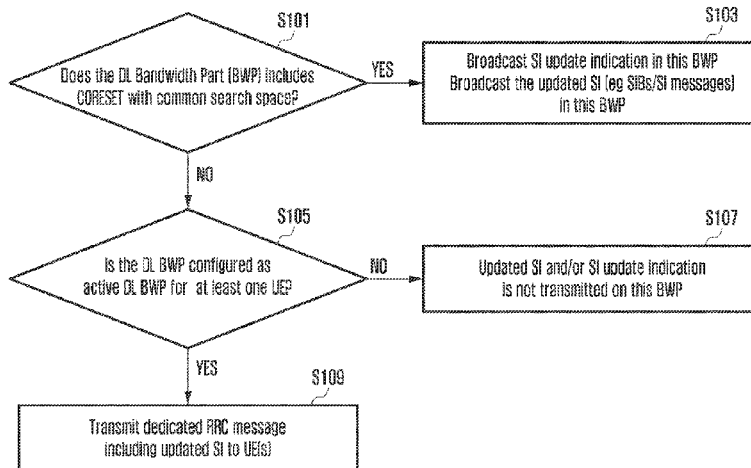 S101
Does the DL Bandwidth Part (BWP) includes
CORESET with common search space?
YES
S103
Broadcast SI update indication in this BWP
Broadcast the updated SI (eg SIBs/SI messages)
in this BWP
NO
S105
Is the DL BWP configured as
active DL BWP for at least one UE?
NO
S107
Updated SI and/or SI update indication
is not transmitted on this BWP
YES
S109
Transmit dedicated RRC message
including updated SI to UE(s)